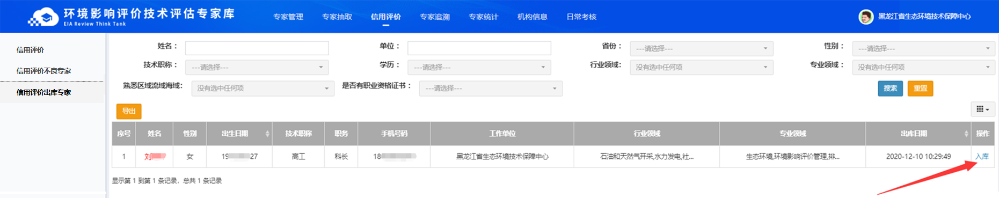 环境影响评价技术评估专家库
EIA Review Think Tank
专家管理 专家抽取 信用评价 专家追溯 专家统计 机构信息 日常考核
黑龙江省生态环境技术保障中心
信用评价
信用评价不良专家
信用评价出库专家
姓名： 单位： 省份： ---请选择--- 性别： ---请选择---
技术职称： ---请选择--- 学历： ---请选择--- 行业领域： 没有选中任何项 专业领域： 没有选中任何项
熟悉区域流域海域： 没有选中任何项 是否有职业资格证书： ---请选择---
搜索 重置
导出
序号 姓名 性别 出生日期 技术职称 职务 手机号码 工作单位 行业领域 专业领域 出库日期 操作
1 刘 女 19 27 高工 科长 18 黑龙江省生态环境技术保障中心 石油和天然气开采,水力发电,社... 生态环境,环境影响评价管理,排... 2020-12-10 10:29:49 入库
显示第 1 到第 1 条记录，总共 1 条记录